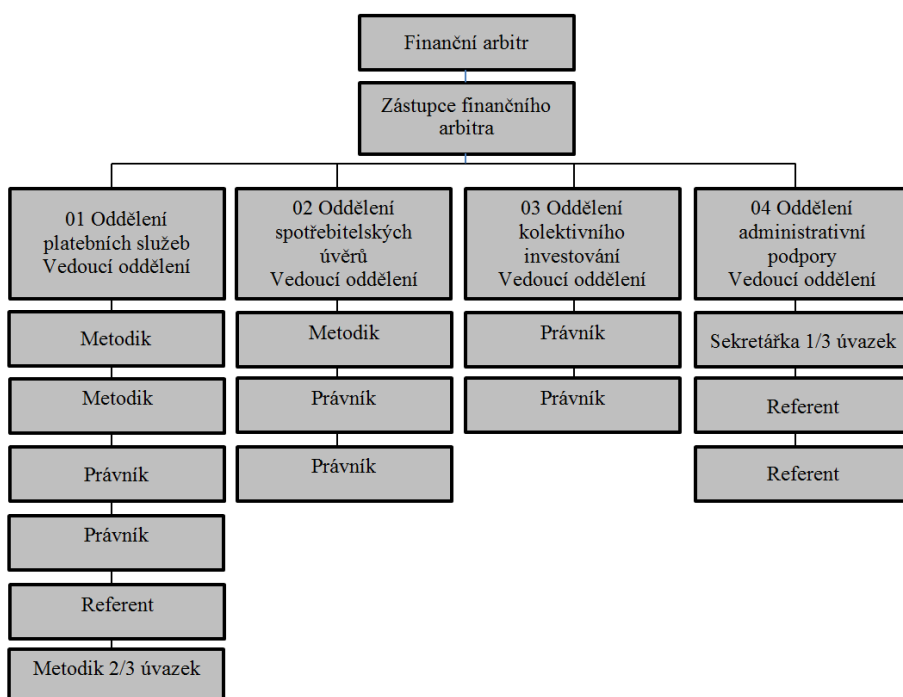 Finanční arbitr
Zástupce finančního
arbitra
01 Oddělení
platebních služeb
Vedoucí oddělení
Metodik
Metodik
Právník
Právník
Referent
Metodik 2/3 úvazek
02 Oddělení
spotřebitelských
úvěrů
Vedoucí oddělení
Metodik
Právník
Právník
03 Oddělení
kolektivního
investování
Vedoucí oddělení
Právník
Právník
04 Oddělení
administrativní
podpory
Vedoucí oddělení
Sekretářka 1/3 úvazek
Referent
Referent